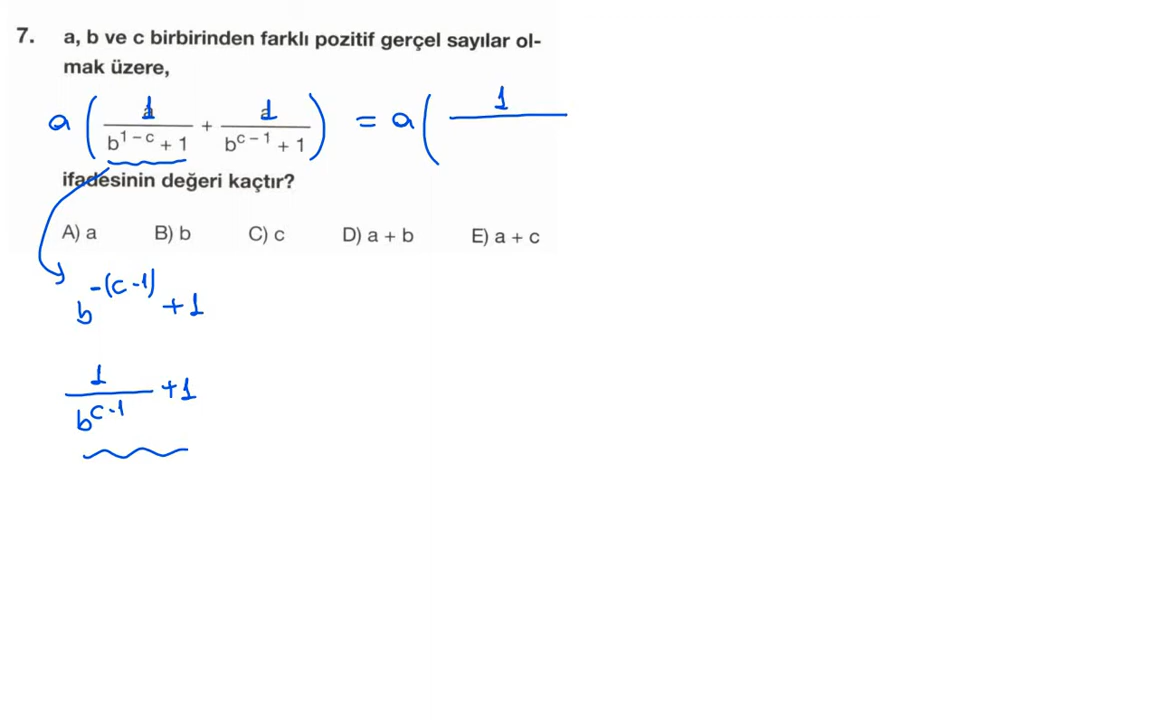 7. a, b ve c birbirinden farklı pozitif gerçel sayılar ol-
mak üzere,
a ( 1 / (b^(1 – c) + 1) + 1 / (b^(c – 1) + 1) ) = a ( 1 /
ifadesinin değeri kaçtır?
A) a B) b C) c D) a + b E) a + c
b^(-(c-1)) + 1
1 / b^(c-1) + 1